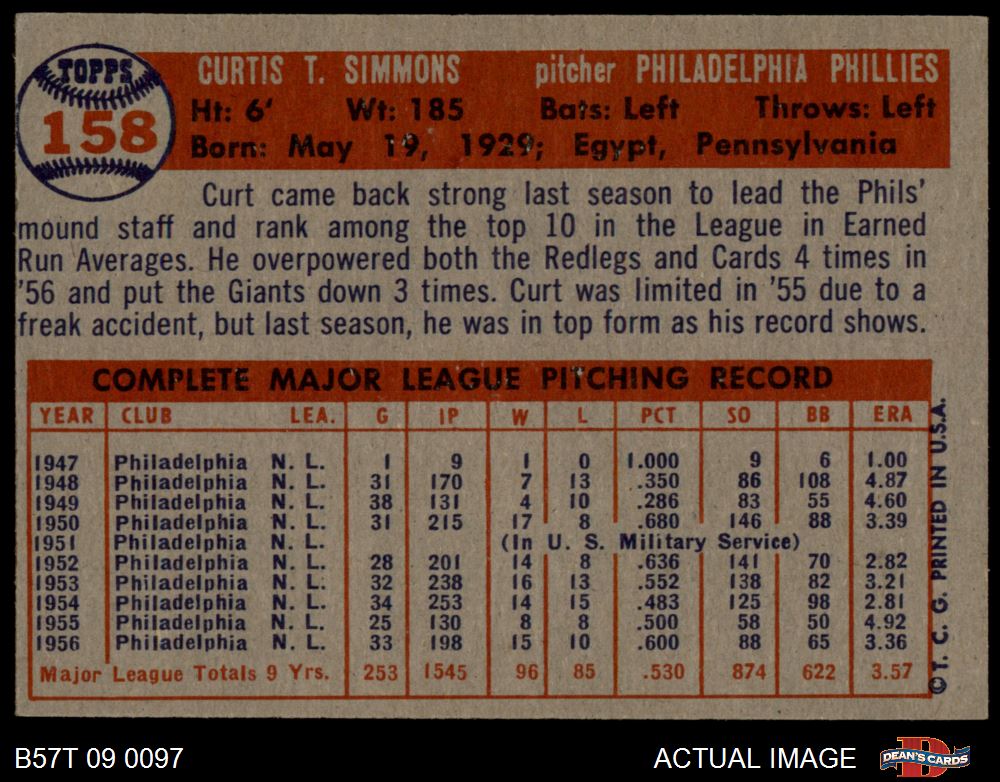 TOPPS
158
CURTIS T. SIMMONS pitcher PHILADELPHIA PHILLIES
Ht: 6' Wt: 185 Bats: Left Throws: Left
Born: May 19, 1929; Egypt, Pennsylvania
Curt came back strong last season to lead the Phils'
mound staff and rank among the top 10 in the League in Earned
Run Averages. He overpowered both the Redlegs and Cards 4 times in
'56 and put the Giants down 3 times. Curt was limited in '55 due to a
freak accident, but last season, he was in top form as his record shows.
COMPLETE MAJOR LEAGUE PITCHING RECORD
YEAR CLUB LEA. G IP W L PCT SO BB ERA
1947 Philadelphia N. L. 1 9 1 0 1.000 9 6 1.00
1948 Philadelphia N. L. 31 170 7 13 .350 86 108 4.87
1949 Philadelphia N. L. 38 131 4 10 .286 83 55 4.60
1950 Philadelphia N. L. 31 215 17 8 .680 146 88 3.39
1951 Philadelphia N. L. (In U. S. Military Service)
1952 Philadelphia N. L. 28 201 14 8 .636 141 70 2.82
1953 Philadelphia N. L. 32 238 16 13 .552 138 82 3.21
1954 Philadelphia N. L. 34 253 14 15 .483 125 98 2.81
1955 Philadelphia N. L. 25 130 8 8 .500 58 50 4.92
1956 Philadelphia N. L. 33 198 15 10 .600 88 65 3.36
Major League Totals 9 Yrs. 253 1545 96 85 .530 874 622 3.57
© T. C. G. PRINTED IN U.S.A.
B57T 09 0097 ACTUAL IMAGE
D
DEAN'S CARDS